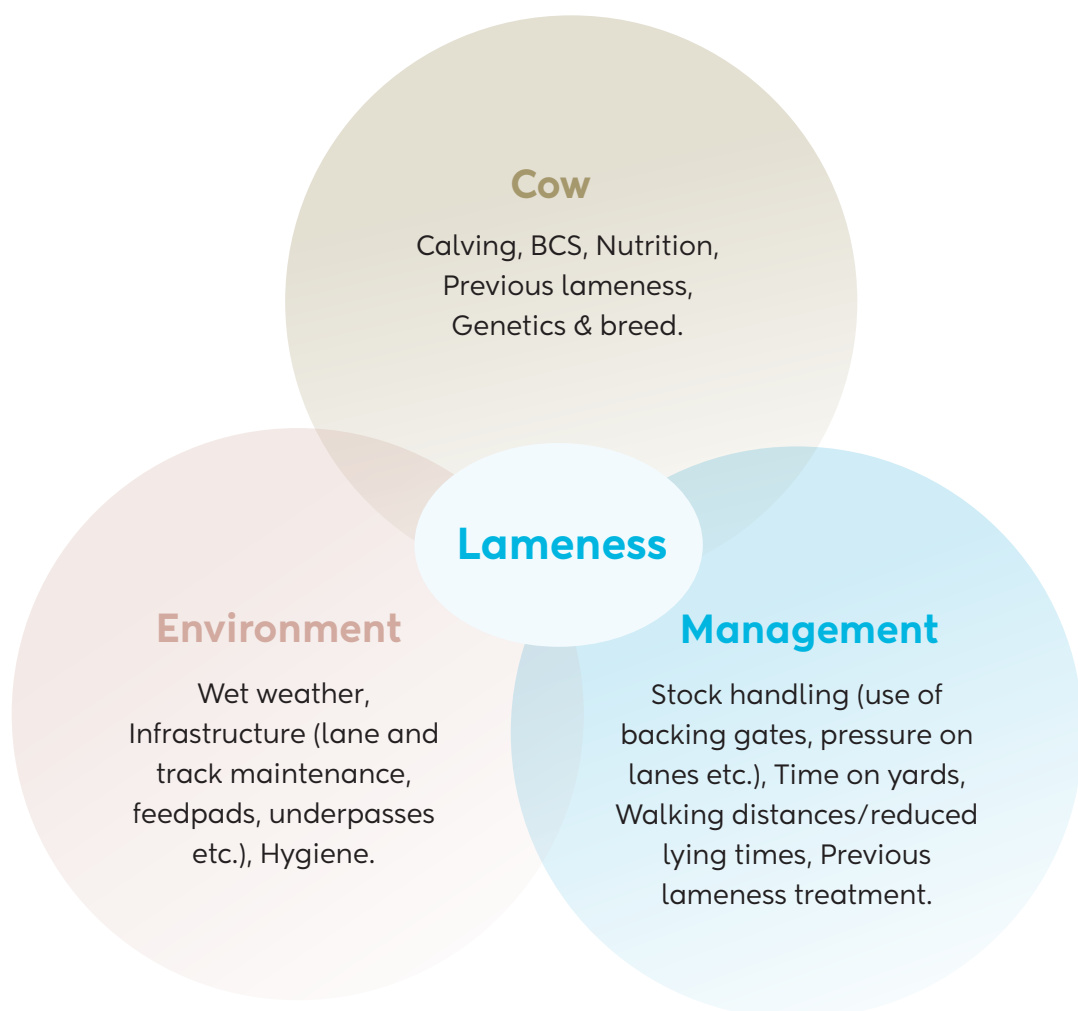 Cow
Calving, BCS, Nutrition,
Previous lameness,
Genetics & breed.
Lameness
Environment
Wet weather,
Infrastructure (lane and
track maintenance,
feedpads, underpasses
etc.), Hygiene.
Management
Stock handling (use of
backing gates, pressure on
lanes etc.), Time on yards,
Walking distances/reduced
lying times, Previous
lameness treatment.